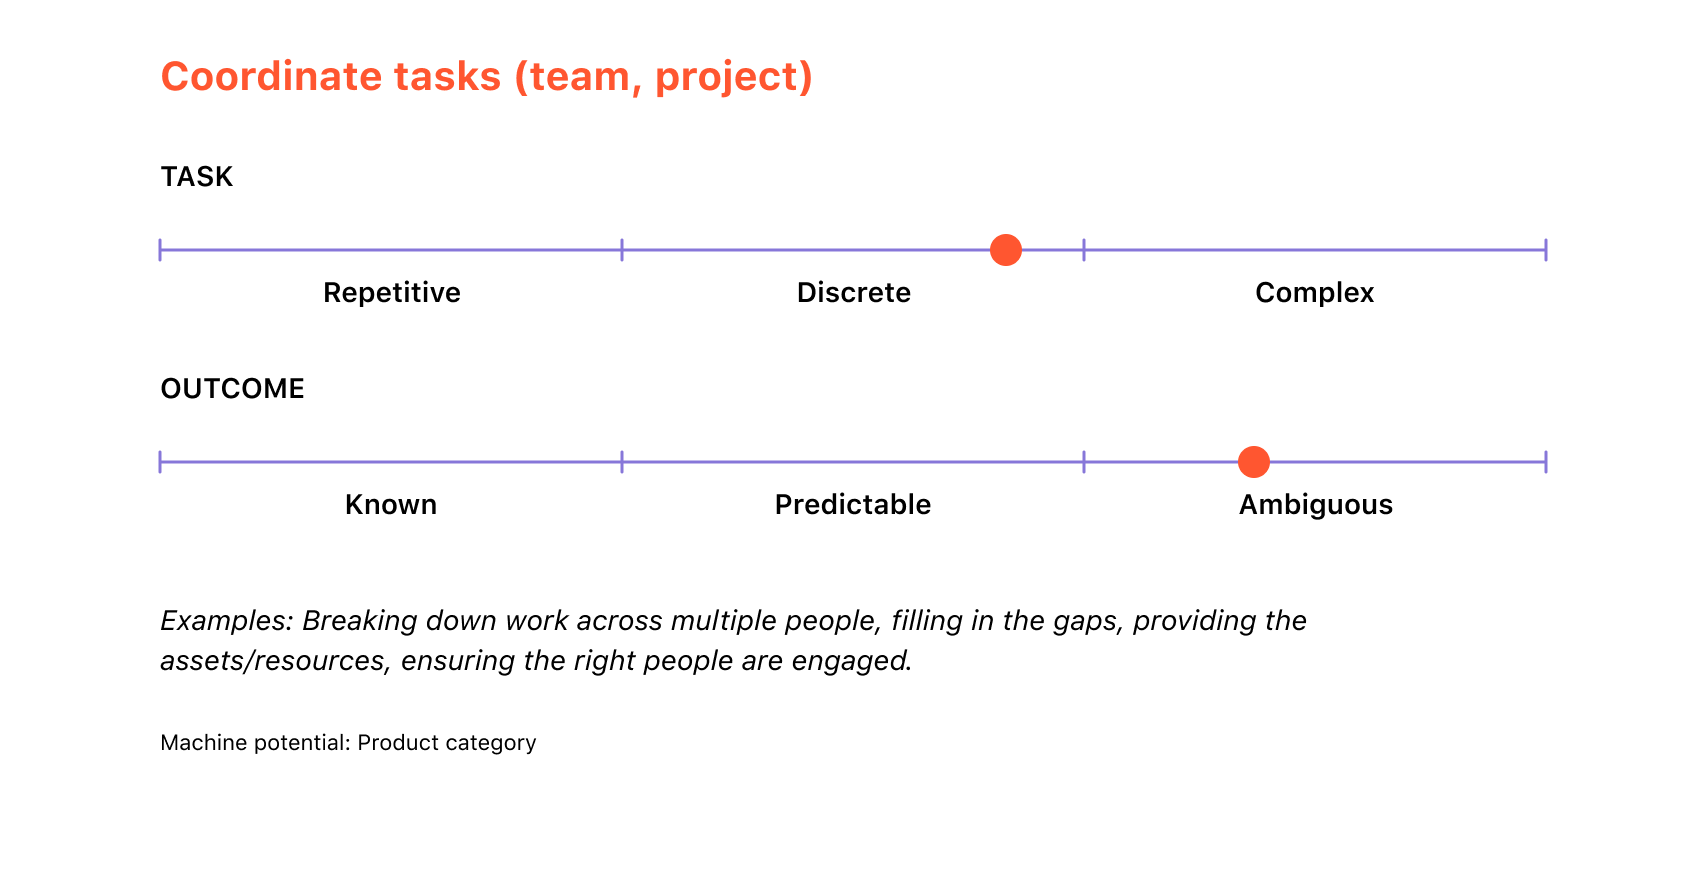 Coordinate tasks (team, project)
TASK
Repetitive
Discrete
Complex
OUTCOME
Known
Predictable
Ambiguous
Examples: Breaking down work across multiple people, filling in the gaps, providing the
assets/resources, ensuring the right people are engaged.
Machine potential: Product category